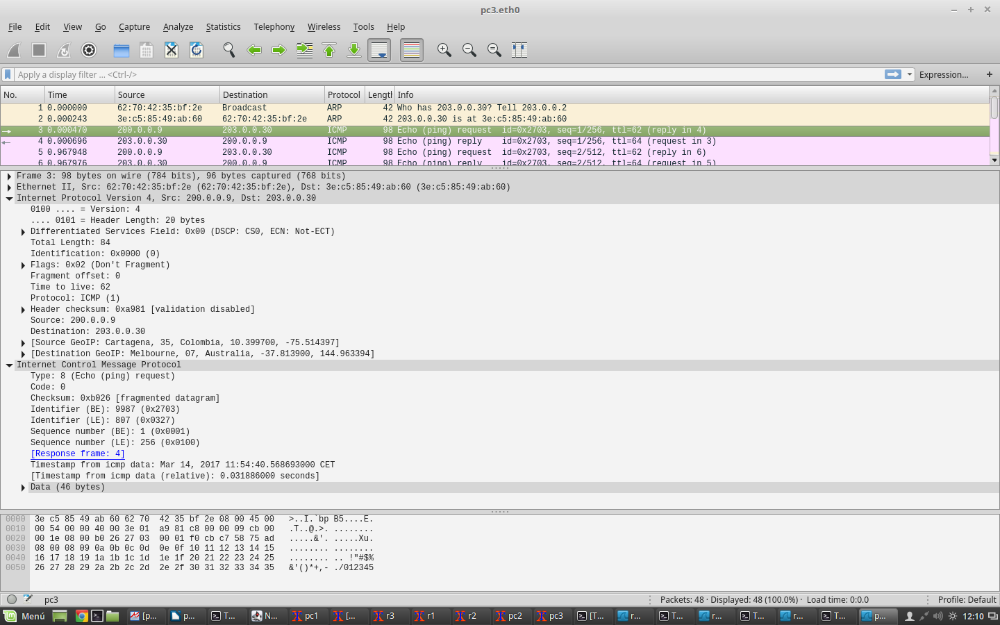 pc3.eth0
File Edit View Go Capture Analyze Statistics Telephony Wireless Tools Help
Apply a display filter ... <Ctrl-/> Expression... +
No. Time Source Destination Protocol Length Info
1 0.000000 62:70:42:35:bf:2e Broadcast ARP 42 Who has 203.0.0.30? Tell 203.0.0.2
2 0.000243 3e:c5:85:49:ab:60 62:70:42:35:bf:2e ARP 42 203.0.0.30 is at 3e:c5:85:49:ab:60
3 0.000470 200.0.0.9 203.0.0.30 ICMP 98 Echo (ping) request id=0x2703, seq=1/256, ttl=62 (reply in 4)
4 0.000696 203.0.0.30 200.0.0.9 ICMP 98 Echo (ping) reply id=0x2703, seq=1/256, ttl=64 (request in 3)
5 0.967948 200.0.0.9 203.0.0.30 ICMP 98 Echo (ping) request id=0x2703, seq=2/512, ttl=62 (reply in 6)
6 0.967976 203.0.0.30 200.0.0.9 ICMP 98 Echo (ping) reply id=0x2703, seq=2/512, ttl=64 (request in 5)
Frame 3: 98 bytes on wire (784 bits), 96 bytes captured (768 bits)
Ethernet II, Src: 62:70:42:35:bf:2e (62:70:42:35:bf:2e), Dst: 3e:c5:85:49:ab:60 (3e:c5:85:49:ab:60)
Internet Protocol Version 4, Src: 200.0.0.9, Dst: 203.0.0.30
0100 .... = Version: 4
.... 0101 = Header Length: 20 bytes
Differentiated Services Field: 0x00 (DSCP: CS0, ECN: Not-ECT)
Total Length: 84
Identification: 0x0000 (0)
Flags: 0x02 (Don't Fragment)
Fragment offset: 0
Time to live: 62
Protocol: ICMP (1)
Header checksum: 0xa981 [validation disabled]
Source: 200.0.0.9
Destination: 203.0.0.30
[Source GeoIP: Cartagena, 35, Colombia, 10.399700, -75.514397]
[Destination GeoIP: Melbourne, 07, Australia, -37.813900, 144.963394]
Internet Control Message Protocol
Type: 8 (Echo (ping) request)
Code: 0
Checksum: 0xb026 [fragmented datagram]
Identifier (BE): 9987 (0x2703)
Identifier (LE): 807 (0x0327)
Sequence number (BE): 1 (0x0001)
Sequence number (LE): 256 (0x0100)
[Response frame: 4]
Timestamp from icmp data: Mar 14, 2017 11:54:40.568693000 CET
[Timestamp from icmp data (relative): 0.031886000 seconds]
Data (46 bytes)
0000 3e c5 85 49 ab 60 62 70 42 35 bf 2e 08 00 45 00 >..I.`bp B5....E.
0010 00 54 00 00 40 00 3e 01 a9 81 c8 00 00 09 cb 00 .T..@.>. ........
0020 00 1e 08 00 b0 26 27 03 00 01 f0 cb c7 58 75 ad .....&'. .....Xu.
0030 08 00 08 09 0a 0b 0c 0d 0e 0f 10 11 12 13 14 15 ........ ........
0040 16 17 18 19 1a 1b 1c 1d 1e 1f 20 21 22 23 24 25 ........ .. !"#$%
0050 26 27 28 29 2a 2b 2c 2d 2e 2f 30 31 32 33 34 35 &'()*+,- ./012345
pc3 Packets: 48 · Displayed: 48 (100.0%) · Load time: 0:0.0 Profile: Default
Menú [p... p... T... N... pc1 [... r3 r1 r2 pc2 pc3 [T... r... T... r... T... r... T... p... 12:10